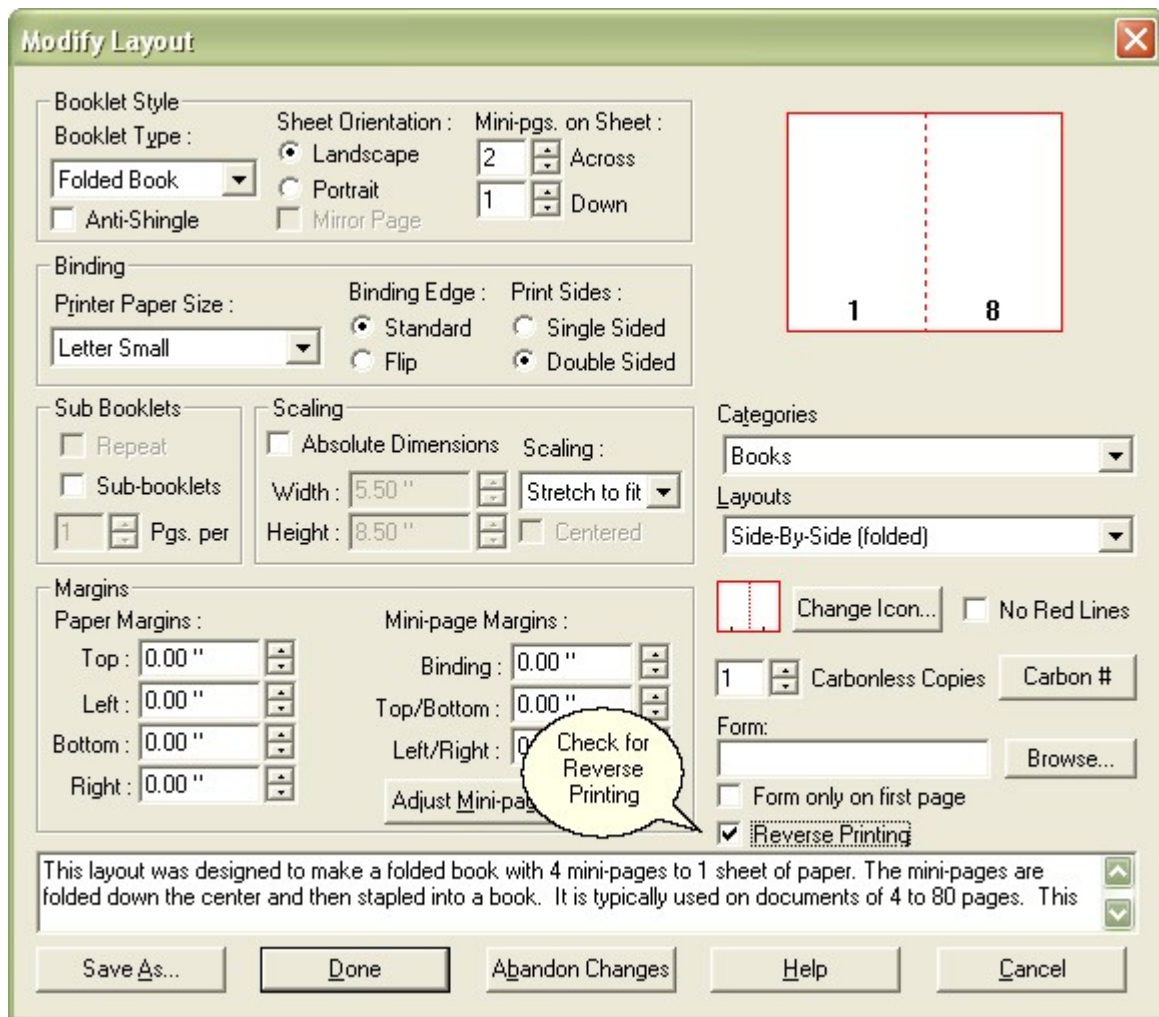 Modify Layout
Booklet Style
Booklet Type :
Folded Book
Anti-Shingle
Sheet Orientation :
Landscape
Portrait
Mirror Page
Mini-pgs. on Sheet :
2 Across
1 Down
1 8
Binding
Printer Paper Size :
Letter Small
Binding Edge :
Standard
Flip
Print Sides :
Single Sided
Double Sided
Sub Booklets
Repeat
Sub-booklets
1 Pgs. per
Scaling
Absolute Dimensions
Width : 5.50 "
Height : 8.50 "
Scaling :
Stretch to fit
Centered
Categories
Books
Layouts
Side-By-Side (folded)
Margins
Paper Margins :
Top : 0.00 "
Left : 0.00 "
Bottom : 0.00 "
Right : 0.00 "
Mini-page Margins :
Binding : 0.00 "
Top/Bottom : 0.00 "
Left/Right :
Adjust Mini-pa
Check for
Reverse
Printing
Change Icon...
No Red Lines
1 Carbonless Copies
Carbon #
Form:
Browse...
Form only on first page
Reverse Printing
This layout was designed to make a folded book with 4 mini-pages to 1 sheet of paper. The mini-pages are
folded down the center and then stapled into a book. It is typically used on documents of 4 to 80 pages. This
Save As...
Done
Abandon Changes
Help
Cancel